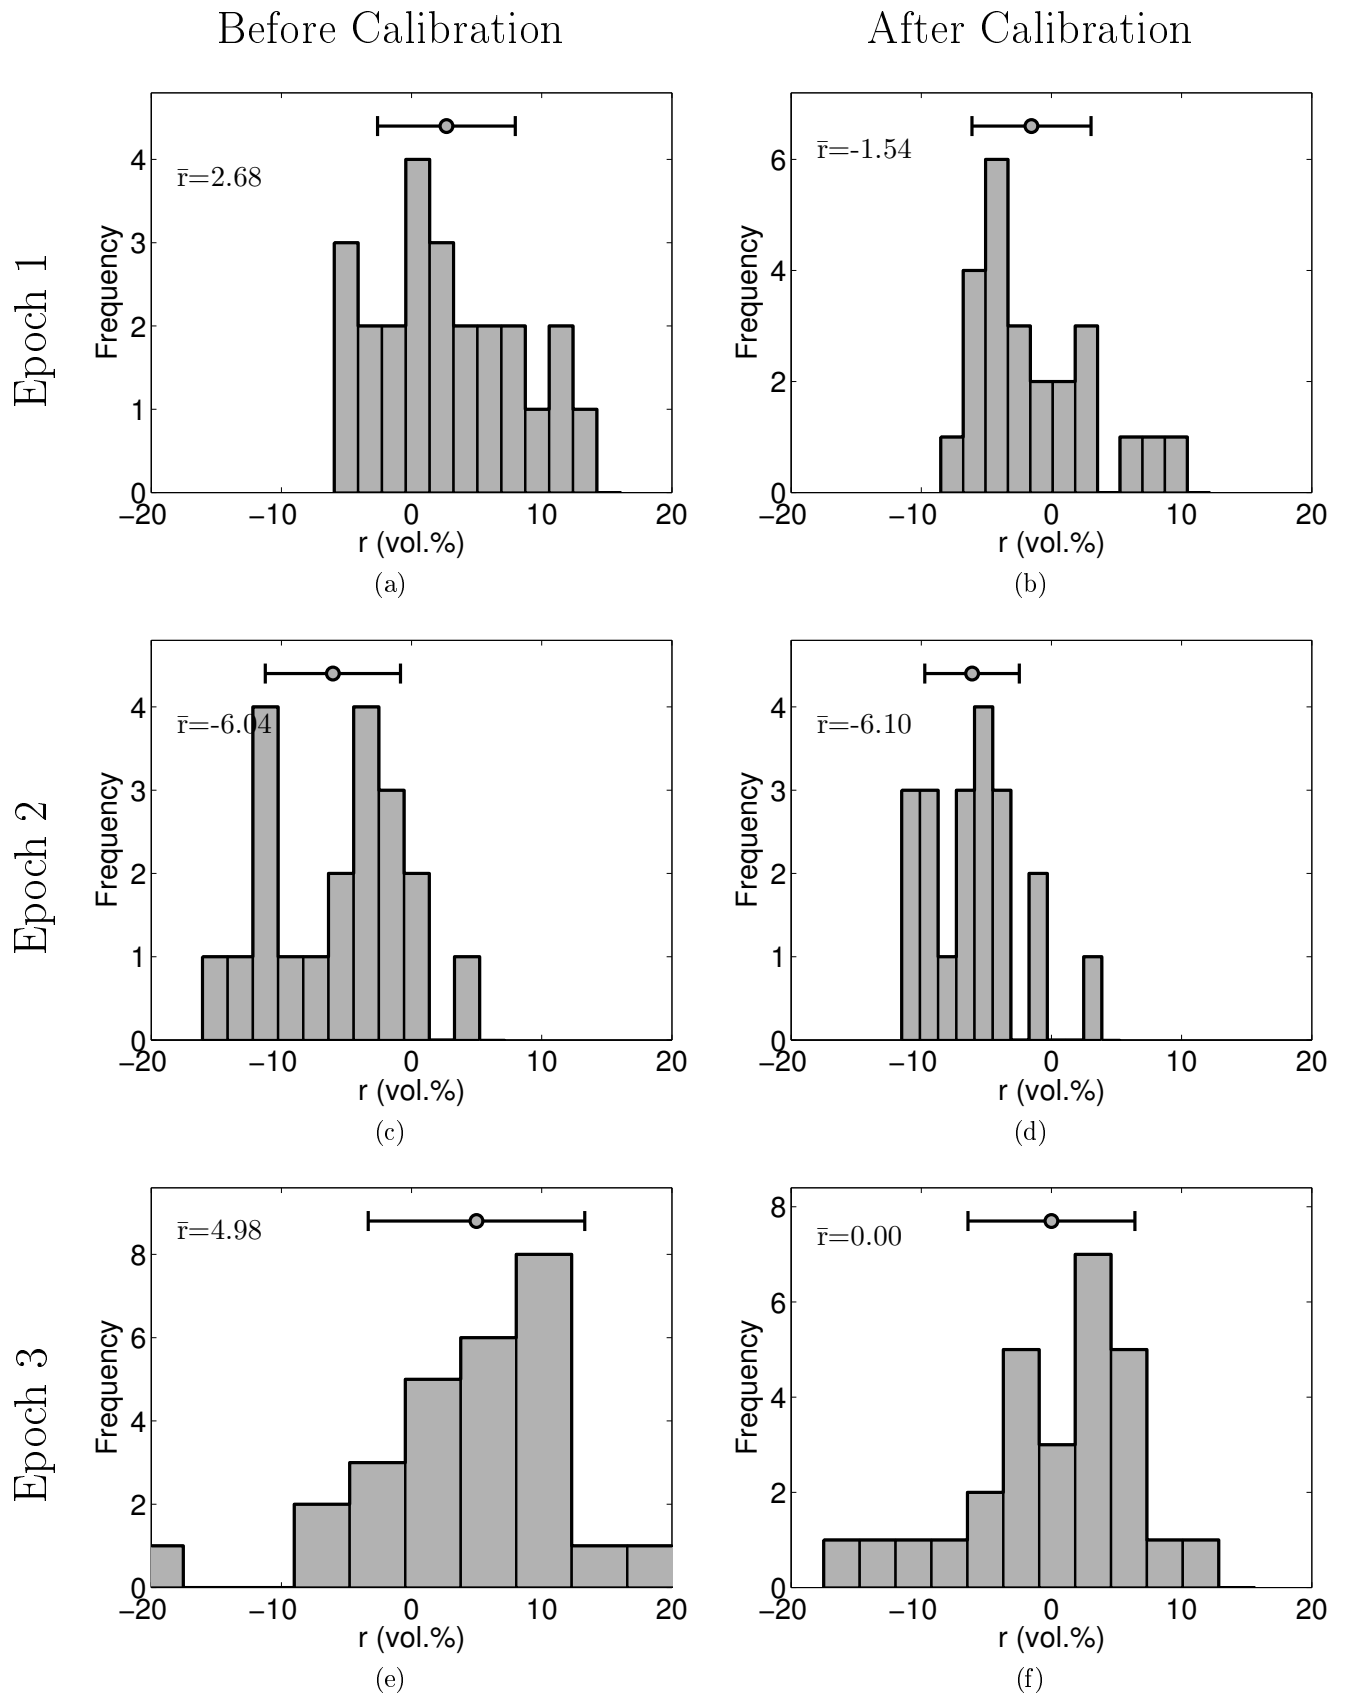 Before Calibration
After Calibration
Epoch 1
Frequency
4
3
2
1
0
r̄=2.68
−20 −10 0 10 20
r (vol.%)
(a)
Frequency
6
4
2
0
r̄=-1.54
−20 −10 0 10 20
r (vol.%)
(b)
Epoch 2
Frequency
4
3
2
1
0
r̄=-6.04
−20 −10 0 10 20
r (vol.%)
(c)
Frequency
4
3
2
1
0
r̄=-6.10
−20 −10 0 10 20
r (vol.%)
(d)
Epoch 3
Frequency
8
6
4
2
0
r̄=4.98
−20 −10 0 10 20
r (vol.%)
(e)
Frequency
8
6
4
2
0
r̄=0.00
−20 −10 0 10 20
r (vol.%)
(f)